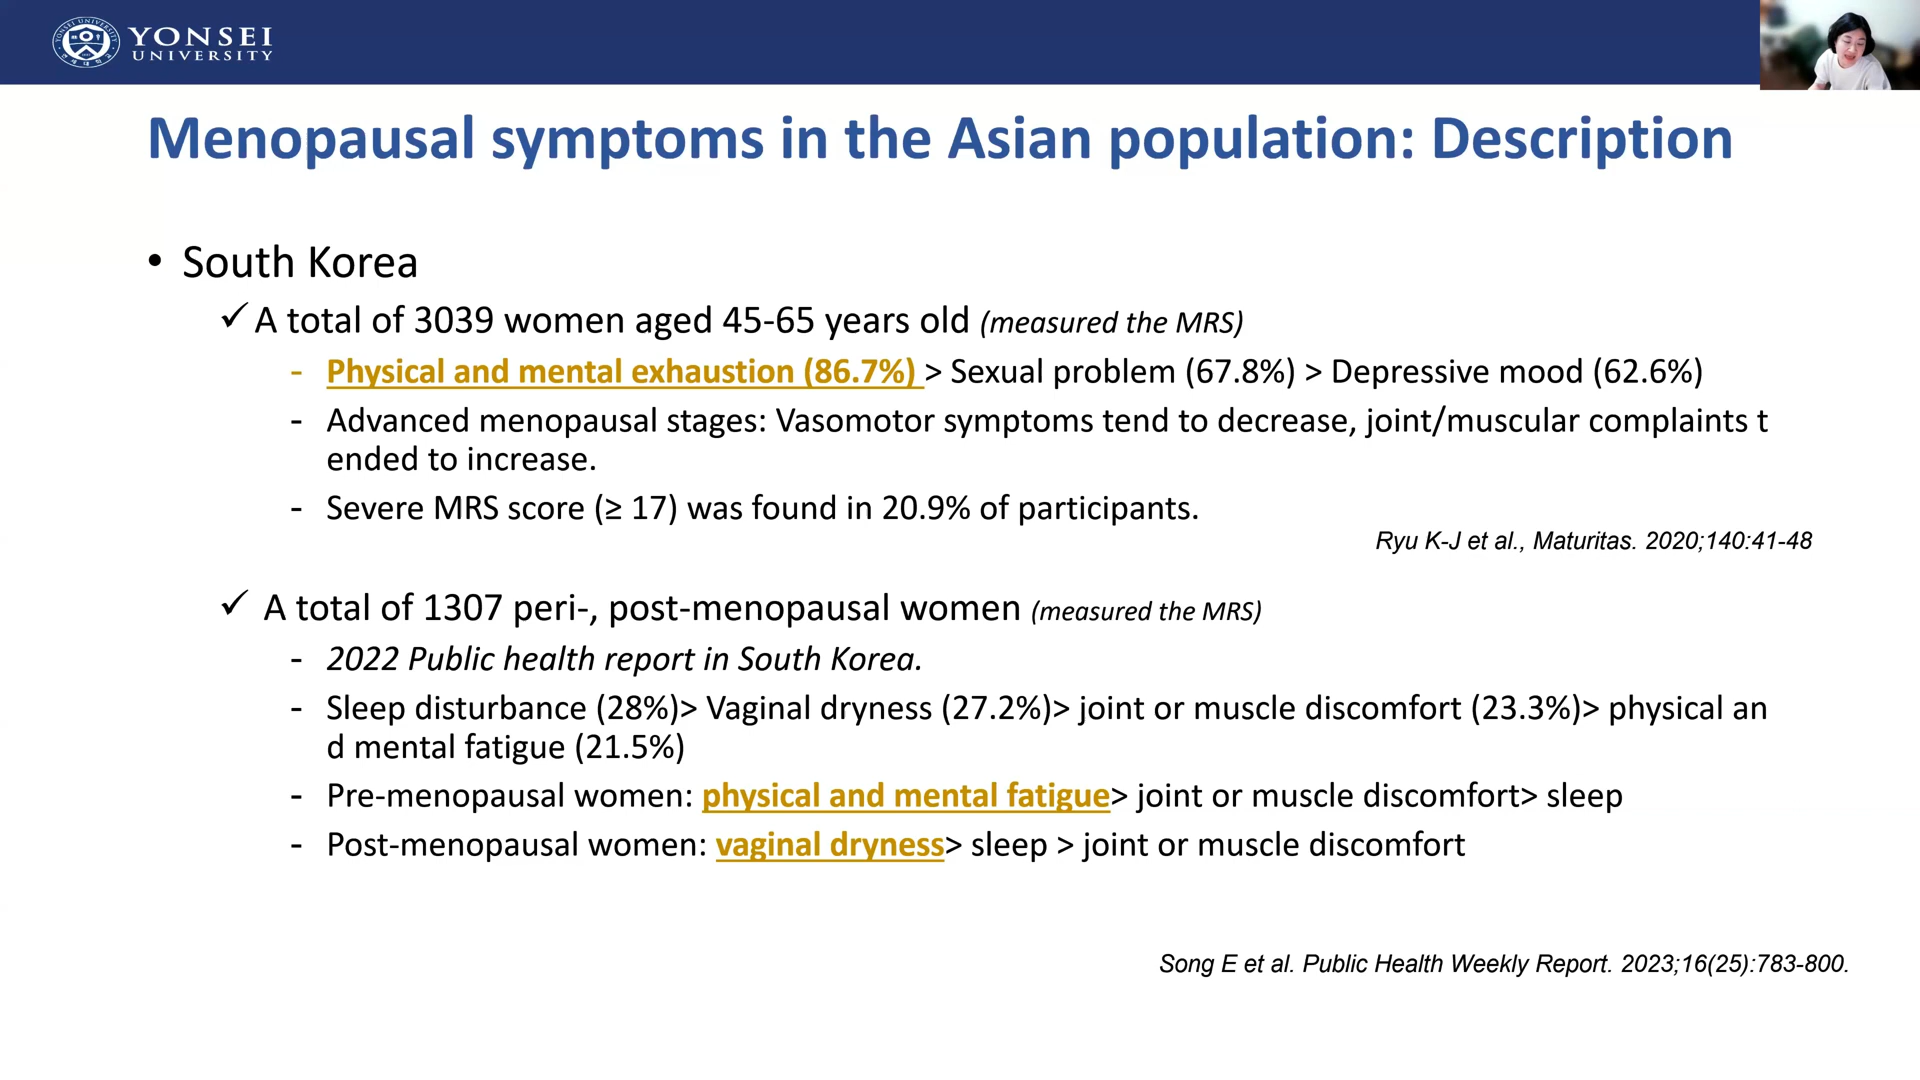 YONSEI
UNIVERSITY
Menopausal symptoms in the Asian population: Description
• South Korea
✓ A total of 3039 women aged 45-65 years old (measured the MRS)
- Physical and mental exhaustion (86.7%) > Sexual problem (67.8%) > Depressive mood (62.6%)
- Advanced menopausal stages: Vasomotor symptoms tend to decrease, joint/muscular complaints t
ended to increase.
- Severe MRS score (≥ 17) was found in 20.9% of participants.
Ryu K-J et al., Maturitas. 2020;140:41-48
✓ A total of 1307 peri-, post-menopausal women (measured the MRS)
- 2022 Public health report in South Korea.
- Sleep disturbance (28%)> Vaginal dryness (27.2%)> joint or muscle discomfort (23.3%)> physical an
d mental fatigue (21.5%)
- Pre-menopausal women: physical and mental fatigue> joint or muscle discomfort> sleep
- Post-menopausal women: vaginal dryness> sleep > joint or muscle discomfort
Song E et al. Public Health Weekly Report. 2023;16(25):783-800.